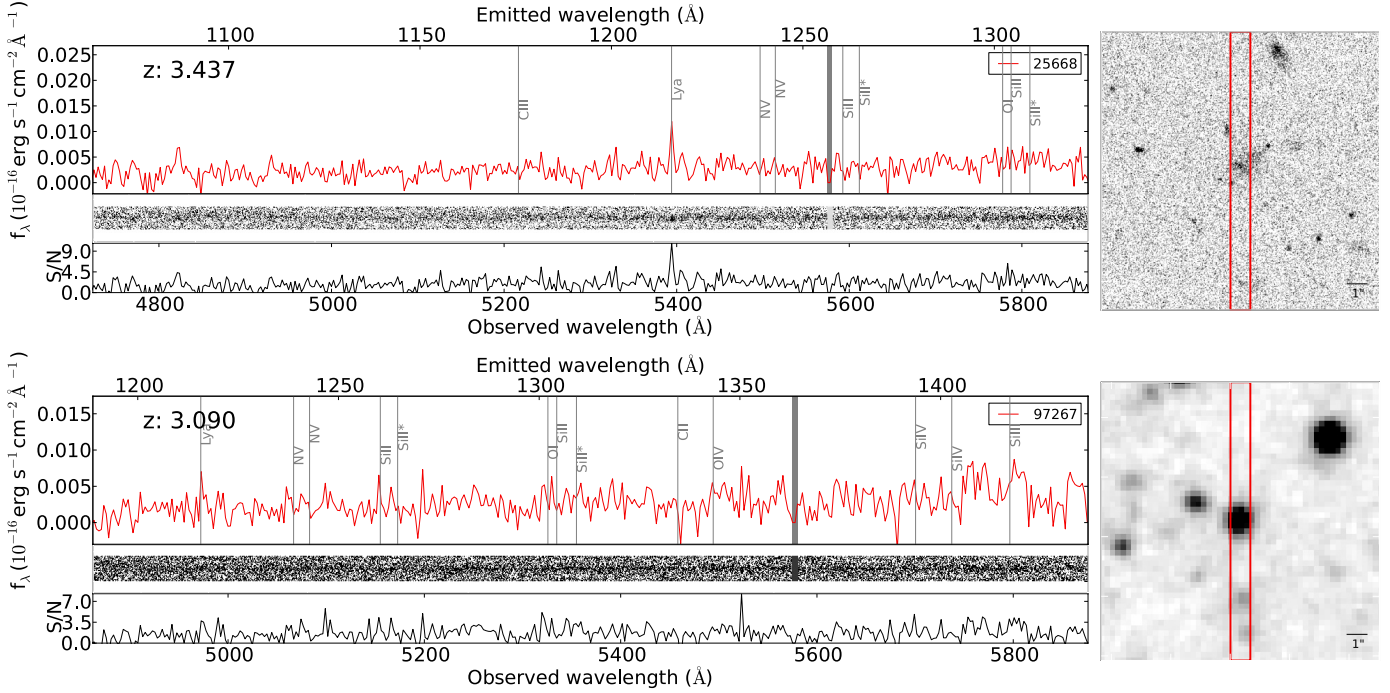 Emitted wavelength (Å)
1100 1150 1200 1250 1300
z: 3.437
25668
CIII Lya NV NV SiII SiII* OI SiII SiII*
0.025
0.020
0.015
0.010
0.005
0.000
f_λ (10⁻¹⁶ erg s⁻¹ cm⁻² Å⁻¹)
S/N
9.0
4.5
0.0
4800 5000 5200 5400 5600 5800
Observed wavelength (Å)
1"
Emitted wavelength (Å)
1200 1250 1300 1350 1400
z: 3.090
97267
Lya NV NV SiII SiII* OI SiII SiII* CII OIV SiIV SiIV SiIII
0.015
0.010
0.005
0.000
f_λ (10⁻¹⁶ erg s⁻¹ cm⁻² Å⁻¹)
S/N
7.0
3.5
0.0
5000 5200 5400 5600 5800
Observed wavelength (Å)
1"